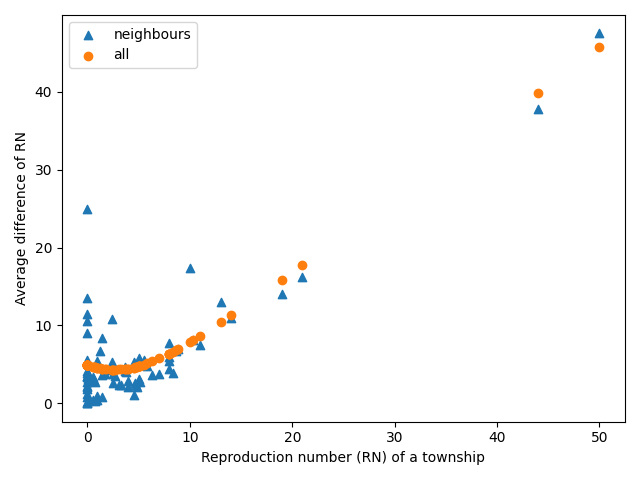 neighbours
all
Average difference of RN
40
30
20
10
0
0 10 20 30 40 50
Reproduction number (RN) of a township